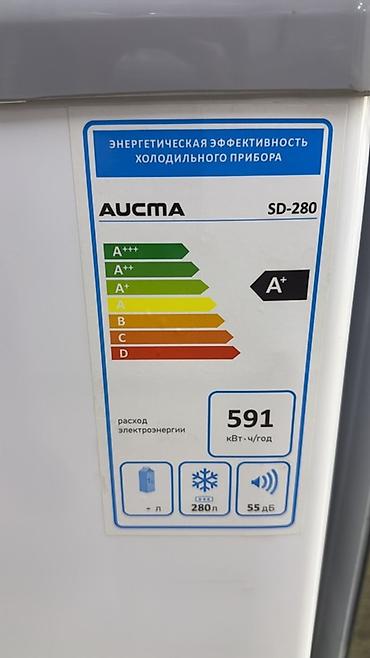 ЭНЕРГЕТИЧЕСКАЯ ЭФФЕКТИВНОСТЬ
ХОЛОДИЛЬНОГО ПРИБОРА
AUCMA SD-280
A+++
A++
A+
A
B
C
D
A+
расход
электроэнергии
591
кВт·ч/год
- л
280 л
55 дБ